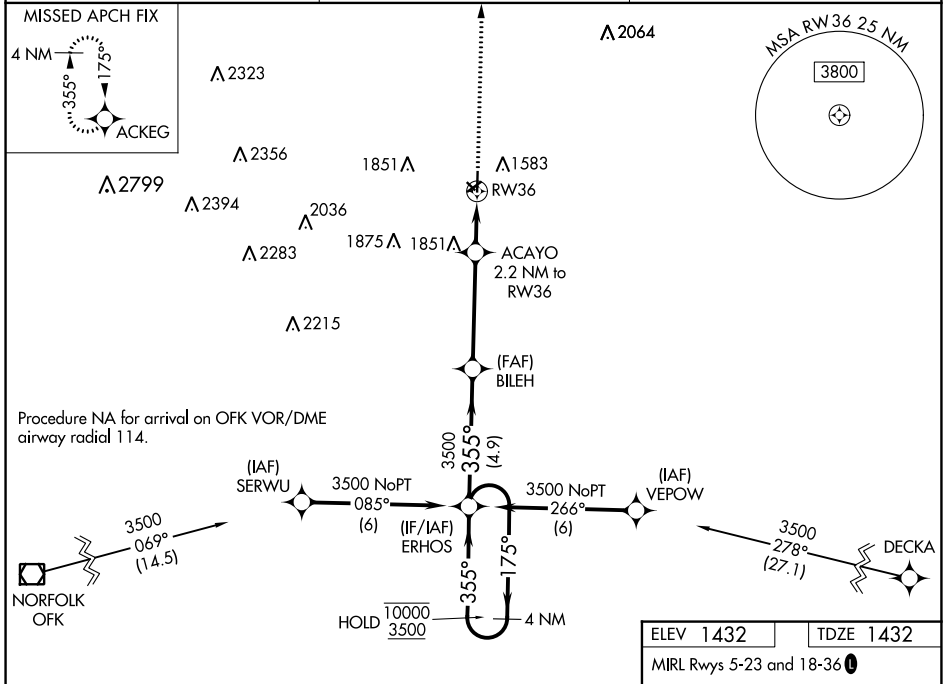 MISSED APCH FIX
4 NM
355°
175°
ACKEG
2323
2356
2799
2394
2036
2283
2215
1851
1875
1851
1583
2064
RW36
ACAYO
2.2 NM to
RW36
MSA RW36 25 NM
3800
(FAF)
BILEH
Procedure NA for arrival on OFK VOR/DME
airway radial 114.
3500
355°
(4.9)
(IAF)
SERWU
3500 NoPT
085°
(6)
(IF/IAF)
ERHOS
3500 NoPT
266°
(6)
(IAF)
VEPOW
3500
069°
(14.5)
NORFOLK
OFK
3500
278°
(27.1)
DECKA
355°
175°
HOLD 10000
3500
4 NM
ELEV 1432
TDZE 1432
MIRL Rwys 5-23 and 18-36 L